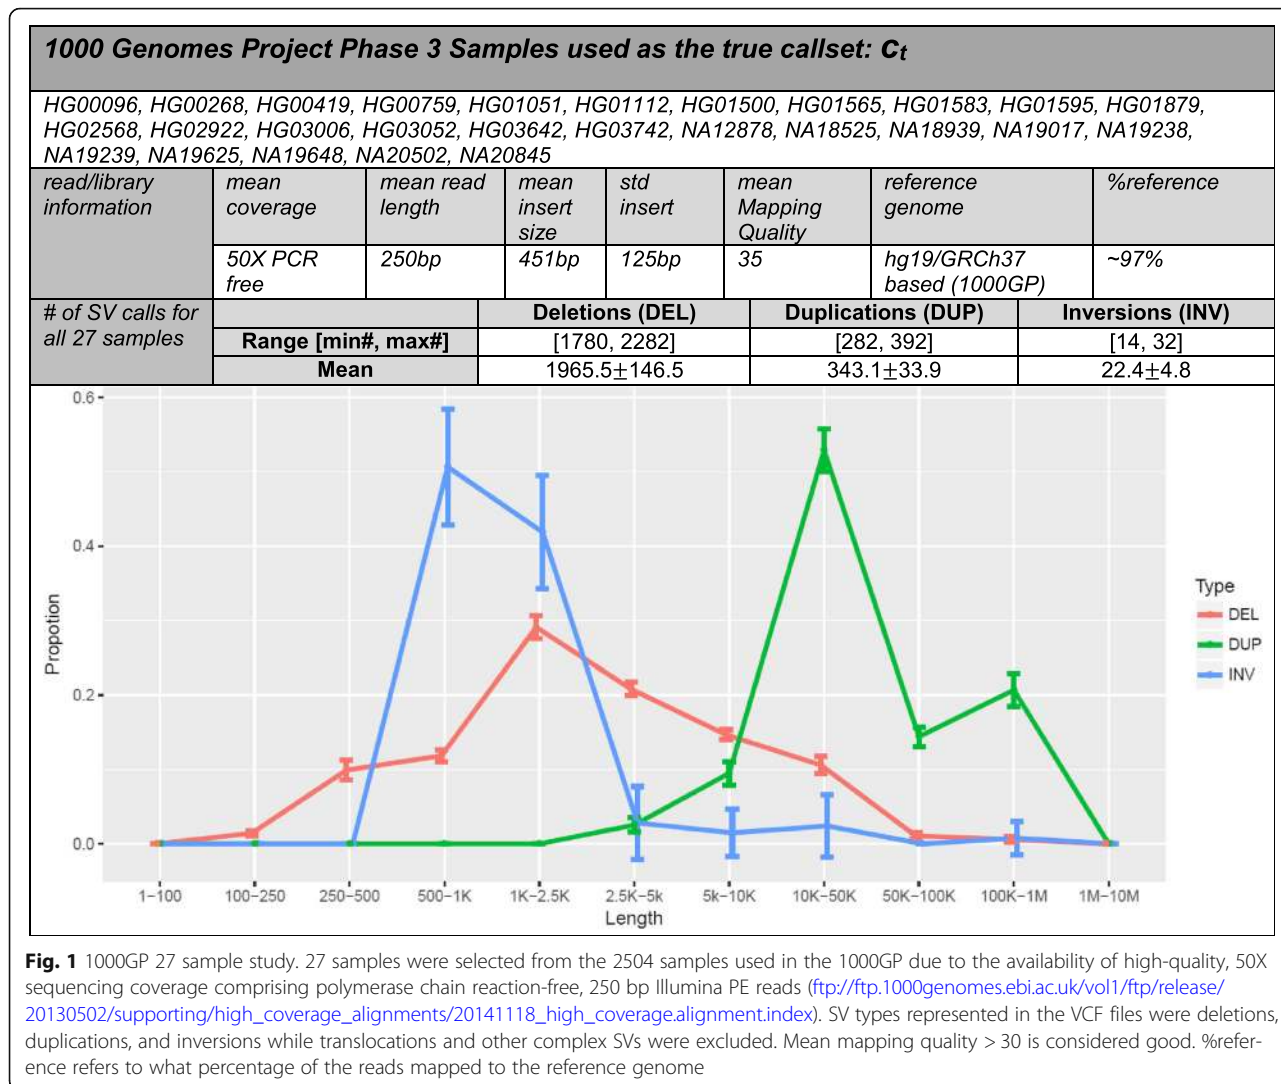 1000 Genomes Project Phase 3 Samples used as the true callset: Ct
HG00096, HG00268, HG00419, HG00759, HG01051, HG01112, HG01500, HG01565, HG01583, HG01595, HG01879,
HG02568, HG02922, HG03006, HG03052, HG03642, HG03742, NA12878, NA18525, NA18939, NA19017, NA19238,
NA19239, NA19625, NA19648, NA20502, NA20845
read/library information
mean coverage
mean read length
mean insert size
std insert
mean Mapping Quality
reference genome
%reference
50X PCR free
250bp
451bp
125bp
35
hg19/GRCh37 based (1000GP)
~97%
# of SV calls for all 27 samples
Deletions (DEL)
Duplications (DUP)
Inversions (INV)
Range [min#, max#]
[1780, 2282]
[282, 392]
[14, 32]
Mean
1965.5±146.5
343.1±33.9
22.4±4.8
0.6
0.4
0.2
0.0
Propotion
1−100
100−250
250−500
500−1K
1K−2.5K
2.5K−5k
5k−10K
10K−50K
50K−100K
100K−1M
1M−10M
Length
Type
DEL
DUP
INV
Fig. 1 1000GP 27 sample study. 27 samples were selected from the 2504 samples used in the 1000GP due to the availability of high-quality, 50X
sequencing coverage comprising polymerase chain reaction-free, 250 bp Illumina PE reads (ftp://ftp.1000genomes.ebi.ac.uk/vol1/ftp/release/
20130502/supporting/high_coverage_alignments/20141118_high_coverage.alignment.index). SV types represented in the VCF files were deletions,
duplications, and inversions while translocations and other complex SVs were excluded. Mean mapping quality > 30 is considered good. %refer-
ence refers to what percentage of the reads mapped to the reference genome